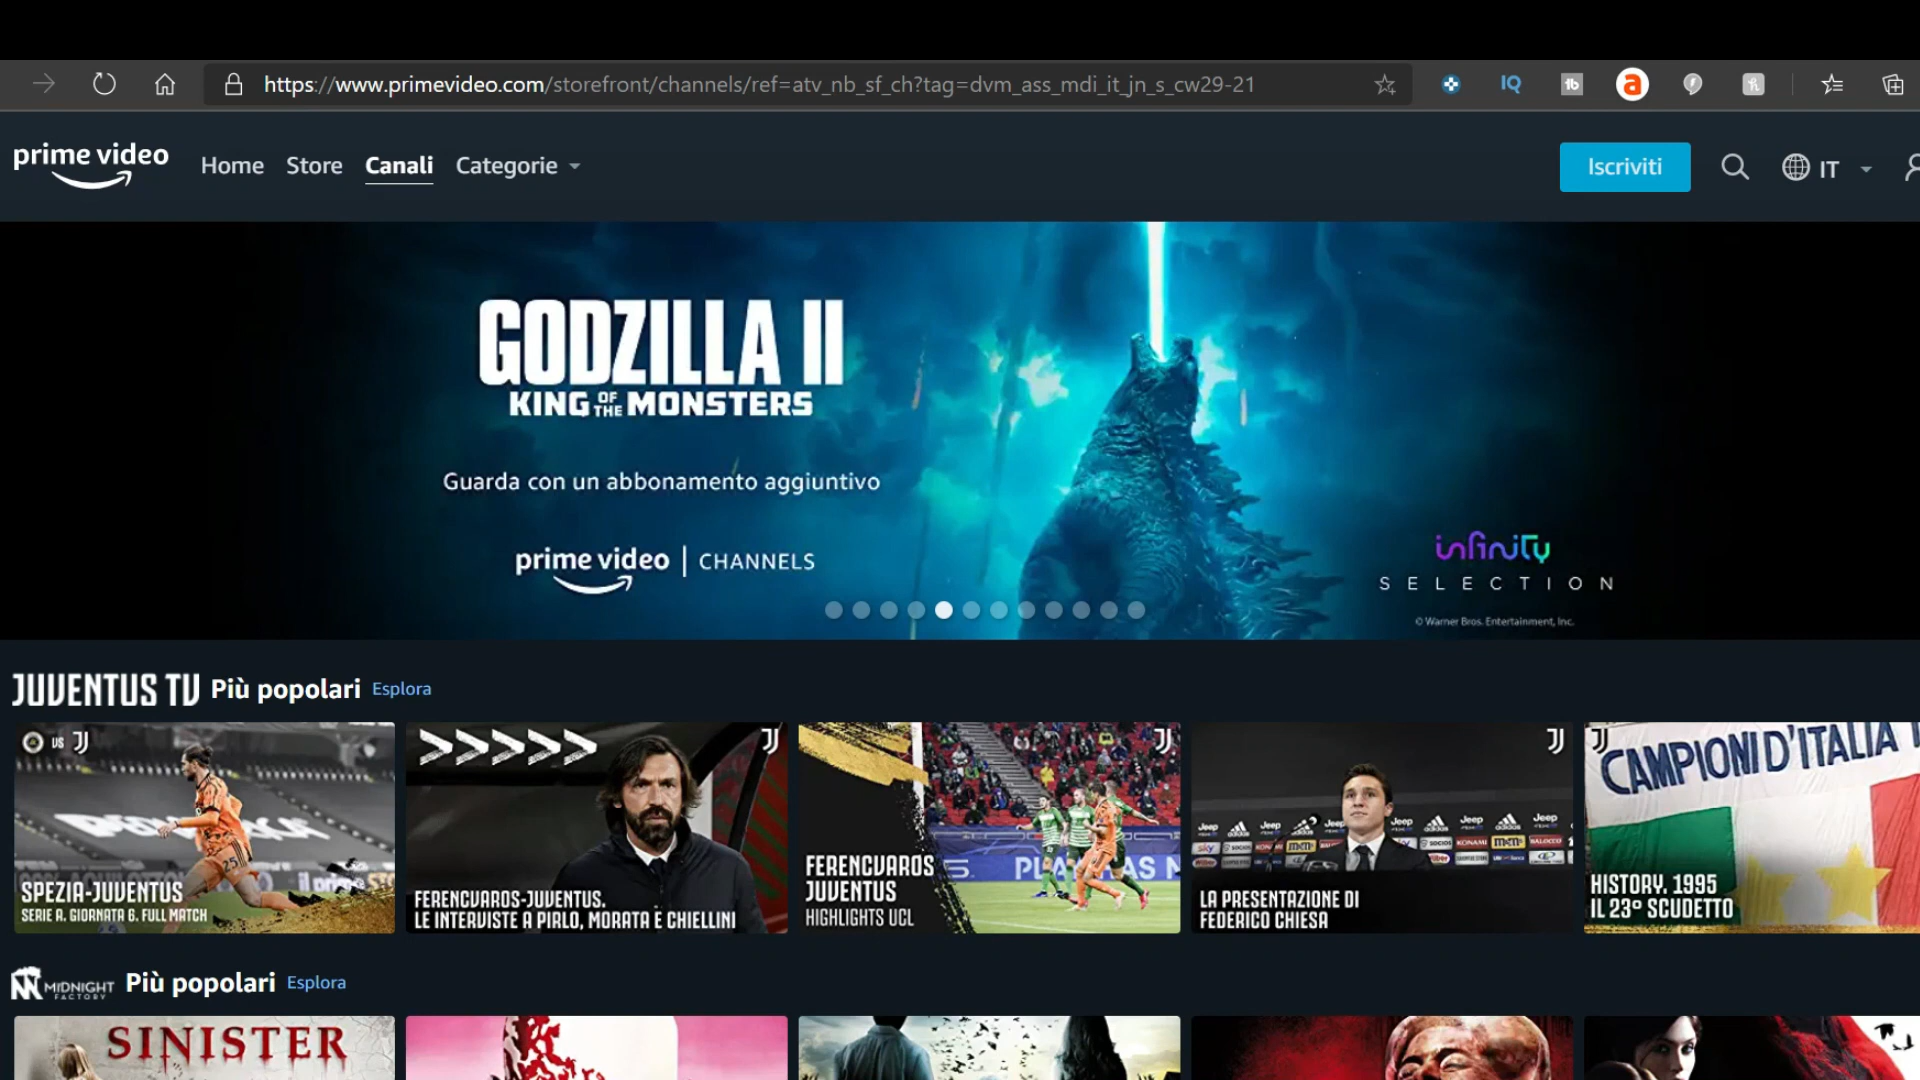 https://www.primevideo.com/storefront/channels/ref=atv_nb_sf_ch?tag=dvm_ass_mdi_it_jn_s_cw29-21
IQ
tb
a
prime video
Home
Store
Canali
Categorie
Iscriviti
IT
GODZILLA II
KING OF THE MONSTERS
Guarda con un abbonamento aggiuntivo
prime video | CHANNELS
infinity
SELECTION
© Warner Bros. Entertainment, Inc.
JUVENTUS TV Più popolari Esplora
VS
SPEZIA-JUVENTUS
SERIE A. GIORNATA 6. FULL MATCH
>>>>>
FERENCVAROS-JUVENTUS.
LE INTERVISTE A PIRLO, MORATA E CHIELLINI
FERENCVAROS
JUVENTUS
HIGHLIGHTS UCL
LA PRESENTAZIONE DI
FEDERICO CHIESA
CAMPIONI D'ITALIA
HISTORY. 1995
IL 23º SCUDETTO
MIDNIGHT FACTORY Più popolari Esplora
SINISTER